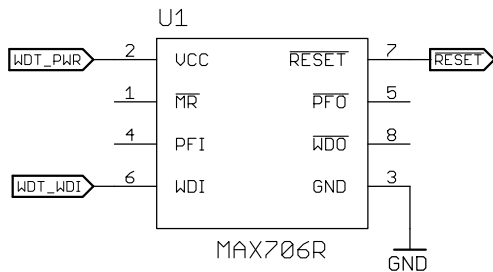 U1
WDT_PWR 2 VCC RESET 7 RESET
1 MR PFO 5
4 PFI WDO 8
WDT_WDI 6 WDI GND 3
MAX706R
GND